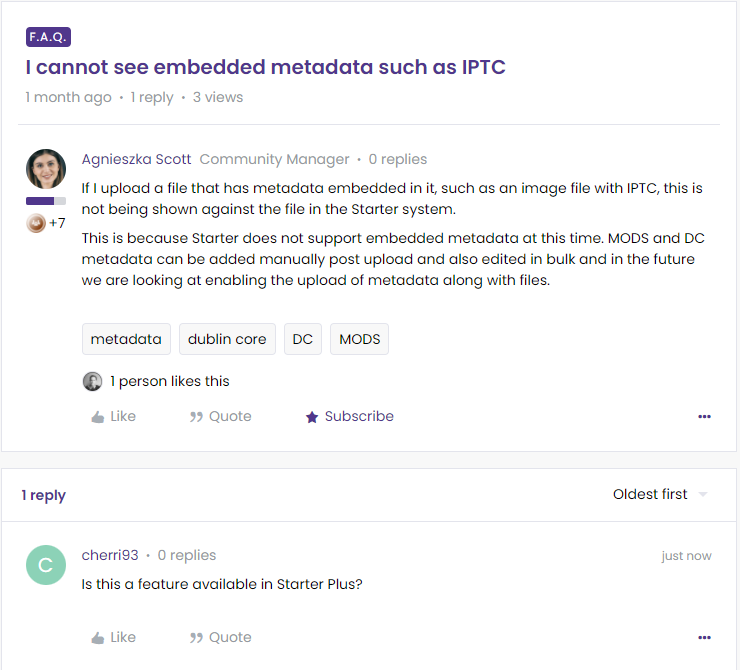 F.A.Q.
I cannot see embedded metadata such as IPTC
1 month ago • 1 reply • 3 views
Agnieszka Scott Community Manager • 0 replies
If I upload a file that has metadata embedded in it, such as an image file with IPTC, this is
not being shown against the file in the Starter system.
+7
This is because Starter does not support embedded metadata at this time. MODS and DC
metadata can be added manually post upload and also edited in bulk and in the future
we are looking at enabling the upload of metadata along with files.
metadata dublin core DC MODS
1 person likes this
Like Quote Subscribe
1 reply Oldest first
C
cherri93 • 0 replies just now
Is this a feature available in Starter Plus?
Like Quote